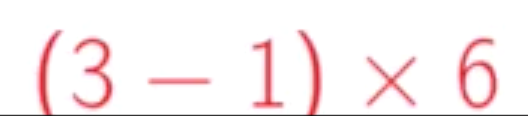 (3 − 1) × 6